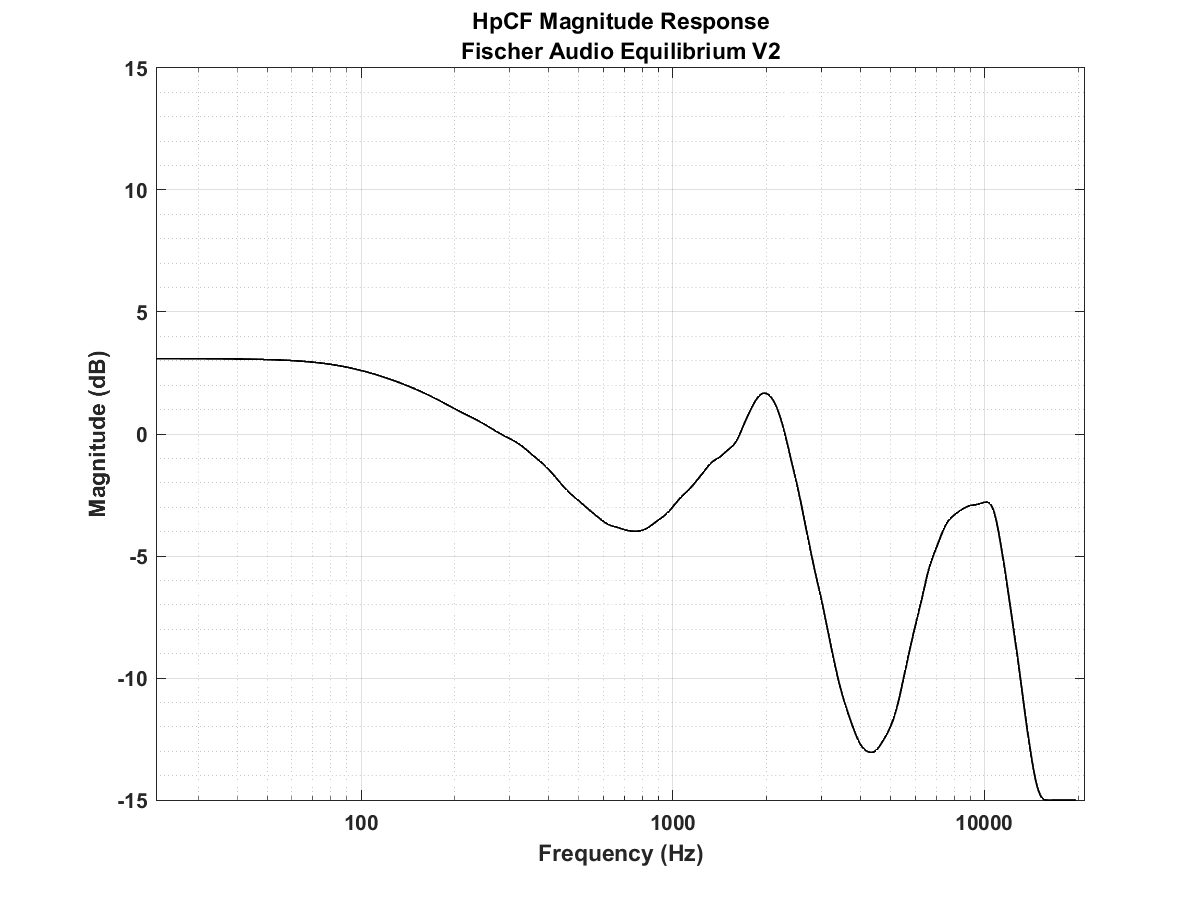 HpCF Magnitude Response
Fischer Audio Equilibrium V2
15
10
5
0
-5
-10
-15
Magnitude (dB)
100
1000
10000
Frequency (Hz)